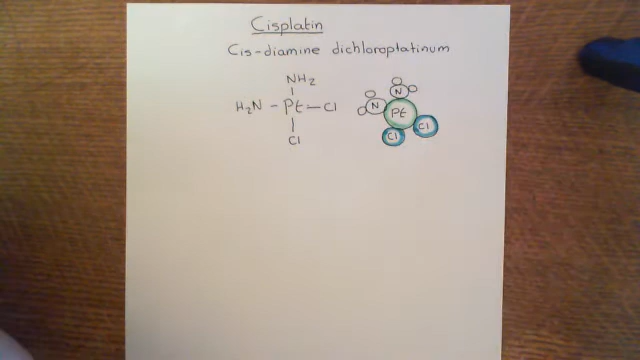 Cisplatin
Cis-diamine dichloroplatinum
NH2
H2N - Pt - Cl
Cl
N
N
Pt
Cl
Cl